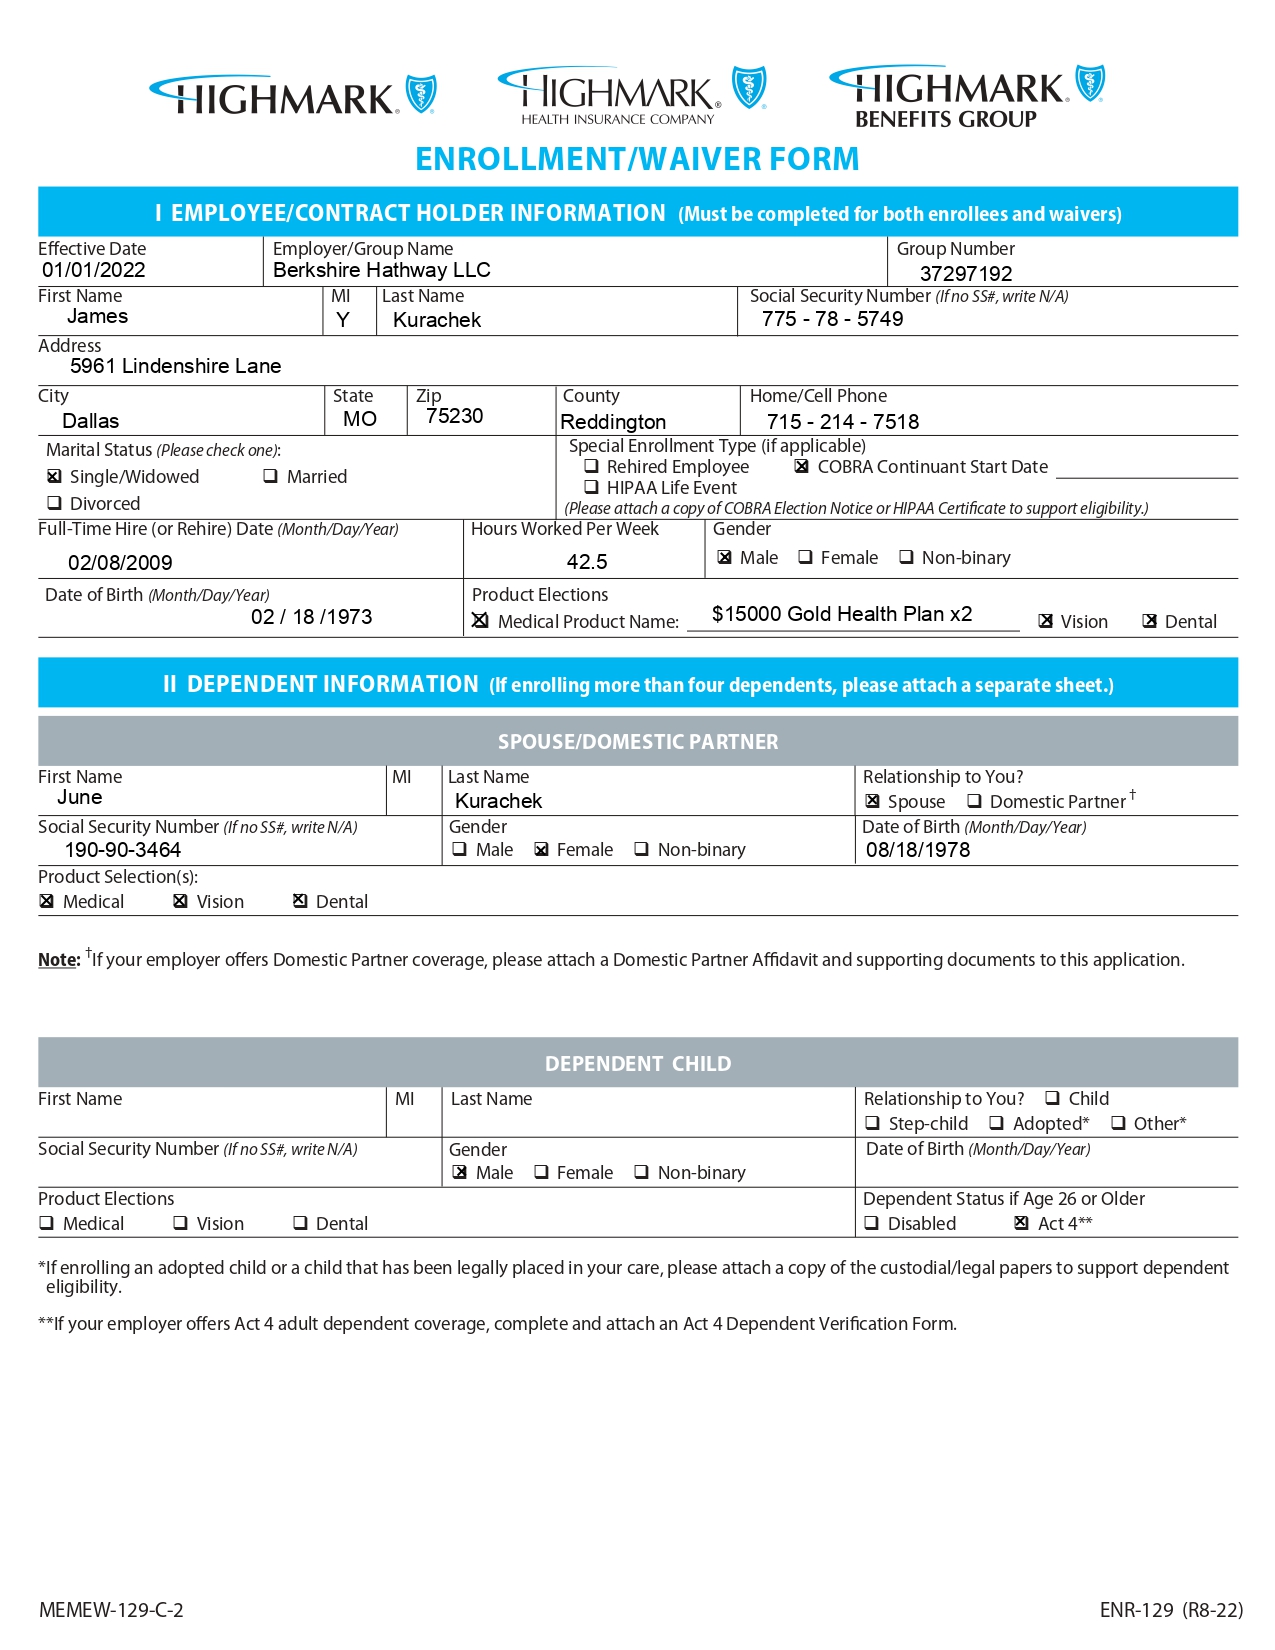 HIGHMARK®
HIGHMARK®
HEALTH INSURANCE COMPANY
HIGHMARK®
BENEFITS GROUP
ENROLLMENT/WAIVER FORM
I EMPLOYEE/CONTRACT HOLDER INFORMATION (Must be completed for both enrollees and waivers)
Effective Date Employer/Group Name Group Number
01/01/2022 Berkshire Hathway LLC 37297192
First Name MI Last Name Social Security Number (If no SS#, write N/A)
James Y Kurachek 775 - 78 - 5749
Address
5961 Lindenshire Lane
City State Zip County Home/Cell Phone
Dallas MO 75230 Reddington 715 - 214 - 7518
Marital Status (Please check one): Special Enrollment Type (if applicable)
☒ Single/Widowed ☐ Married ☐ Rehired Employee ☒ COBRA Continuant Start Date
☐ Divorced ☐ HIPAA Life Event
(Please attach a copy of COBRA Election Notice or HIPAA Certificate to support eligibility.)
Full-Time Hire (or Rehire) Date (Month/Day/Year) Hours Worked Per Week Gender
02/08/2009 42.5 ☒ Male ☐ Female ☐ Non-binary
Date of Birth (Month/Day/Year) Product Elections
02 / 18 /1973 ☒ Medical Product Name: $15000 Gold Health Plan x2 ☒ Vision ☒ Dental
II DEPENDENT INFORMATION (If enrolling more than four dependents, please attach a separate sheet.)
SPOUSE/DOMESTIC PARTNER
First Name MI Last Name Relationship to You?
June Kurachek ☒ Spouse ☐ Domestic Partner †
Social Security Number (If no SS#, write N/A) Gender Date of Birth (Month/Day/Year)
190-90-3464 ☐ Male ☒ Female ☐ Non-binary 08/18/1978
Product Selection(s):
☒ Medical ☒ Vision ☒ Dental
Note: †If your employer offers Domestic Partner coverage, please attach a Domestic Partner Affidavit and supporting documents to this application.
DEPENDENT CHILD
First Name MI Last Name Relationship to You? ☐ Child
☐ Step-child ☐ Adopted* ☐ Other*
Social Security Number (If no SS#, write N/A) Gender Date of Birth (Month/Day/Year)
☒ Male ☐ Female ☐ Non-binary
Product Elections Dependent Status if Age 26 or Older
☐ Medical ☐ Vision ☐ Dental ☐ Disabled ☒ Act 4**
*If enrolling an adopted child or a child that has been legally placed in your care, please attach a copy of the custodial/legal papers to support dependent
eligibility.
**If your employer offers Act 4 adult dependent coverage, complete and attach an Act 4 Dependent Verification Form.
MEMEW-129-C-2 ENR-129 (R8-22)